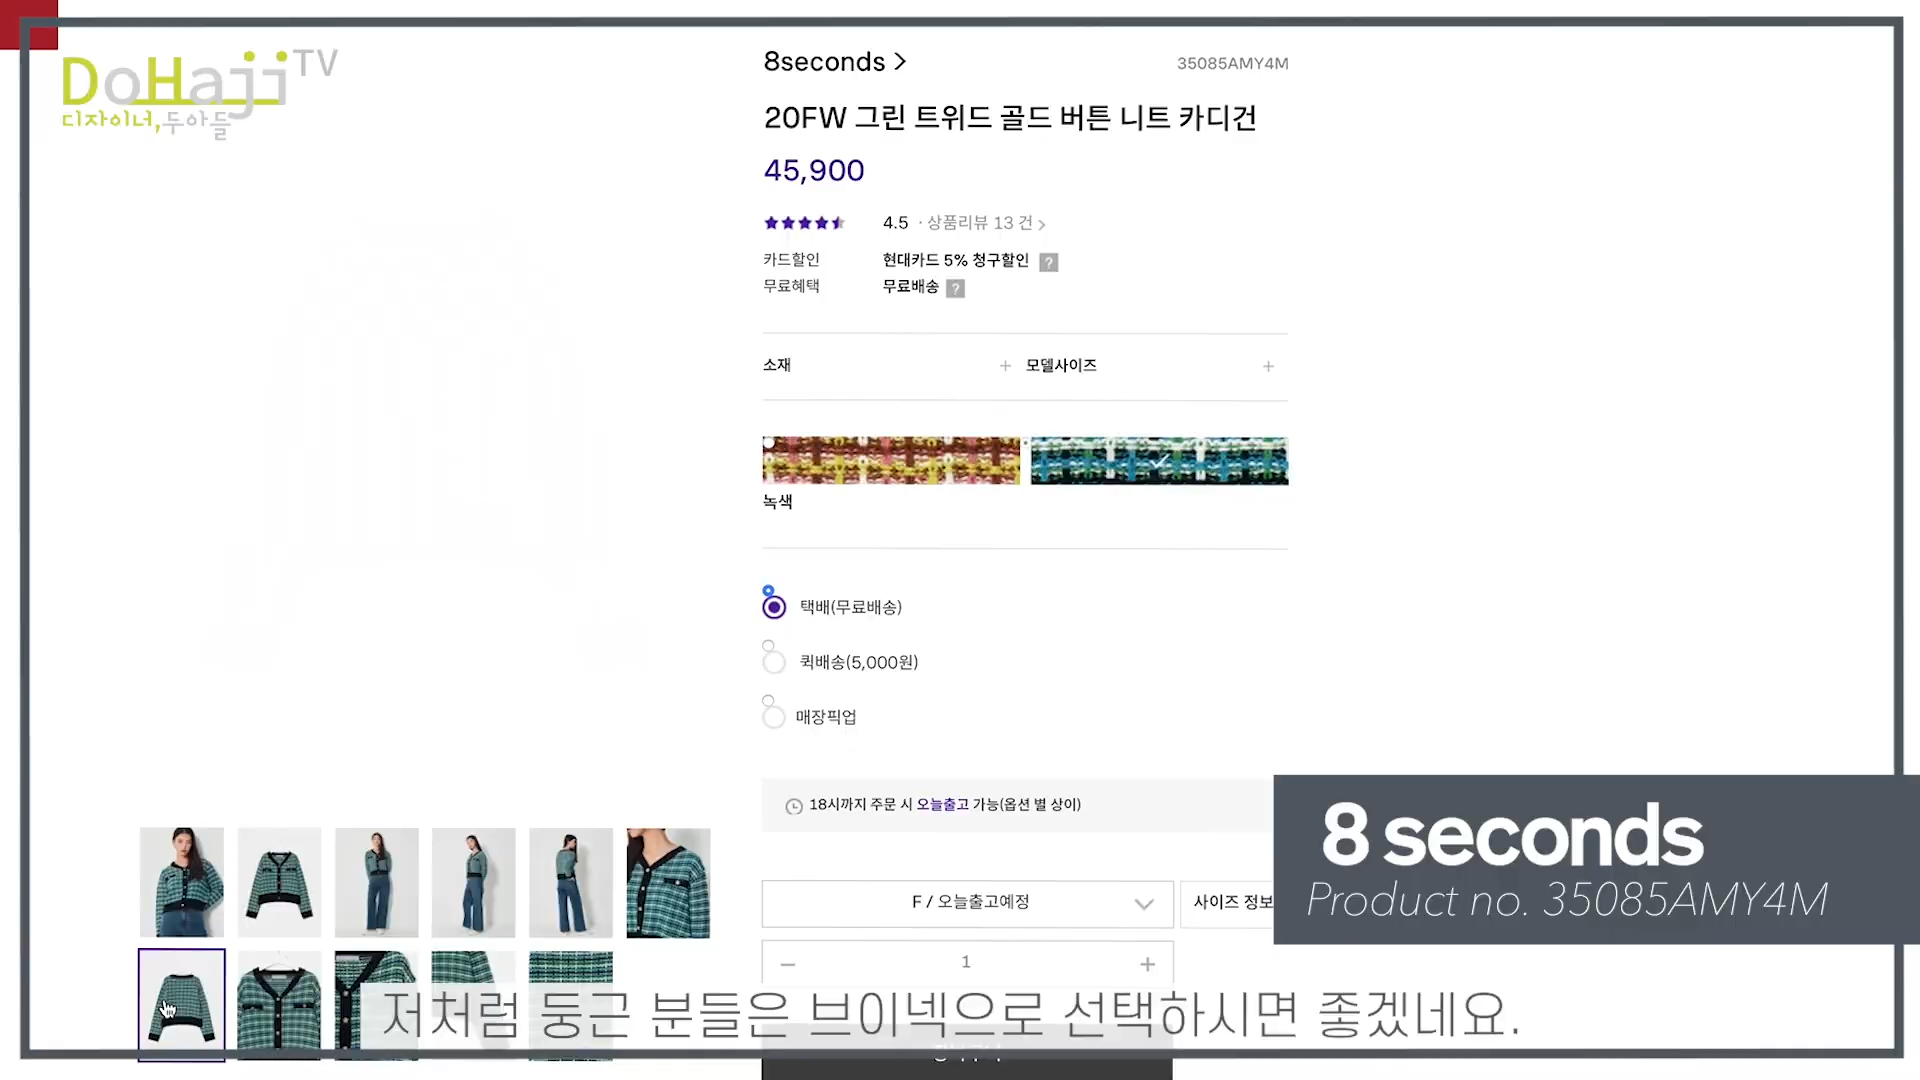 DoHajiTV
디자이너,두아들
8seconds >
35085AMY4M
20FW 그린 트위드 골드 버튼 니트 카디건
45,900
4.5 · 상품리뷰 13 건 >
카드할인 현대카드 5% 청구할인 ?
무료혜택 무료배송 ?
소재 + 모델사이즈 +
녹색
택배(무료배송)
퀵배송(5,000원)
매장픽업
18시까지 주문 시 오늘출고 가능(옵션 별 상이)
F / 오늘출고예정
사이즈 정보
1
8 seconds
Product no. 35085AMY4M
저처럼 둥근 분들은 브이넥으로 선택하시면 좋겠네요.